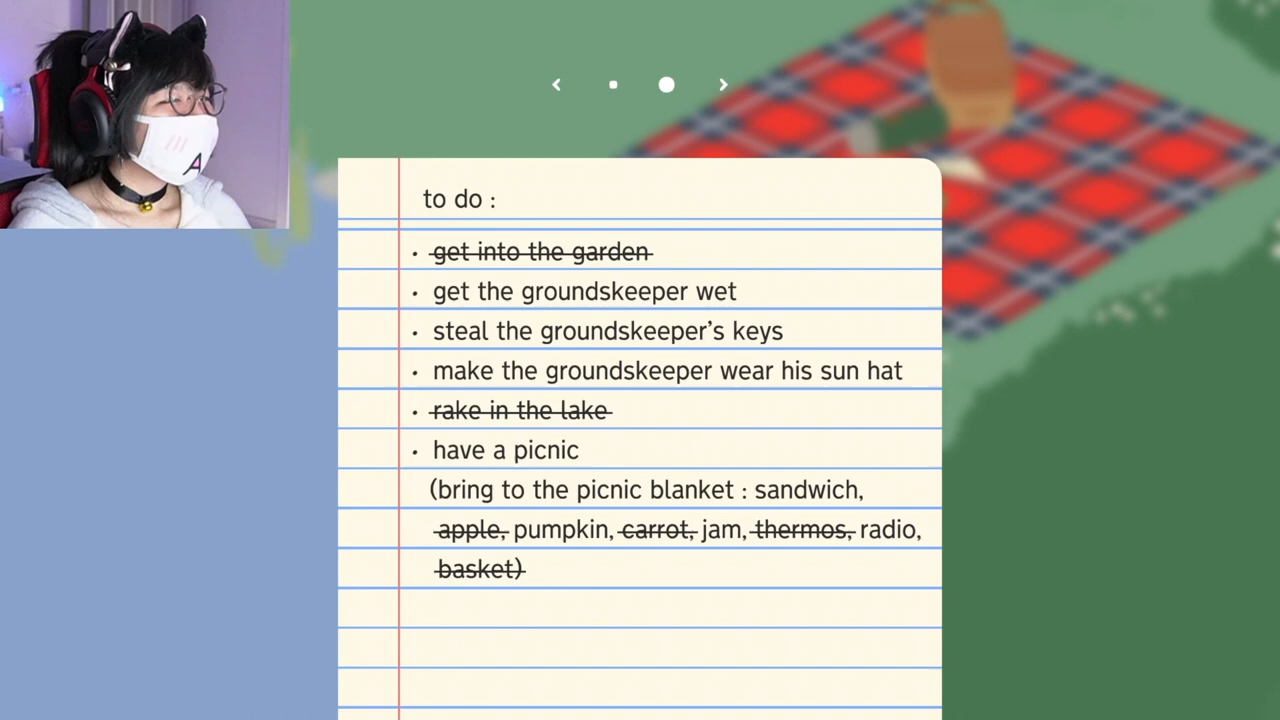 to do :
• get into the garden
• get the groundskeeper wet
• steal the groundskeeper’s keys
• make the groundskeeper wear his sun hat
• rake in the lake
• have a picnic
(bring to the picnic blanket : sandwich,
apple, pumpkin, carrot, jam, thermos, radio,
basket)
A